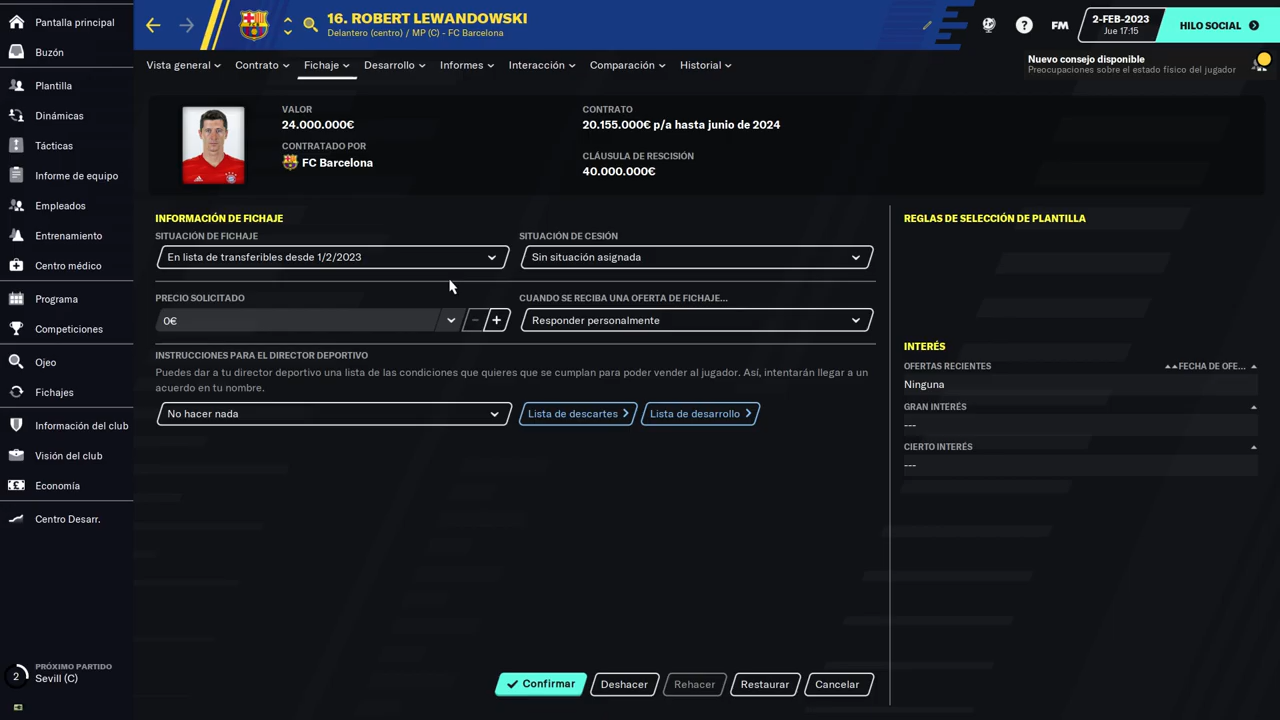 Pantalla principal
Buzón
Plantilla
Dinámicas
Tácticas
Informe de equipo
Empleados
Entrenamiento
Centro médico
Programa
Competiciones
Ojeo
Fichajes
Información del club
Visión del club
Economía
Centro Desarr.
2
PRÓXIMO PARTIDO
Sevill (C)
16. ROBERT LEWANDOWSKI
Delantero (centro) / MP (C) - FC Barcelona
FM
2-FEB-2023
Jue 17:15
HILO SOCIAL
Vista general
Contrato
Fichaje
Desarrollo
Informes
Interacción
Comparación
Historial
Nuevo consejo disponible
Preocupaciones sobre el estado físico del jugador
VALOR
24.000.000€
CONTRATADO POR
FC Barcelona
CONTRATO
20.155.000€ p/a hasta junio de 2024
CLÁUSULA DE RESCISIÓN
40.000.000€
INFORMACIÓN DE FICHAJE
SITUACIÓN DE FICHAJE
En lista de transferibles desde 1/2/2023
SITUACIÓN DE CESIÓN
Sin situación asignada
PRECIO SOLICITADO
0€
CUANDO SE RECIBA UNA OFERTA DE FICHAJE...
Responder personalmente
INSTRUCCIONES PARA EL DIRECTOR DEPORTIVO
Puedes dar a tu director deportivo una lista de las condiciones que quieres que se cumplan para poder vender al jugador. Así, intentarán llegar a un
acuerdo en tu nombre.
No hacer nada
Lista de descartes
Lista de desarrollo
REGLAS DE SELECCIÓN DE PLANTILLA
INTERÉS
OFERTAS RECIENTES
FECHA DE OFE...
Ninguna
GRAN INTERÉS
---
CIERTO INTERÉS
---
Confirmar
Deshacer
Rehacer
Restaurar
Cancelar